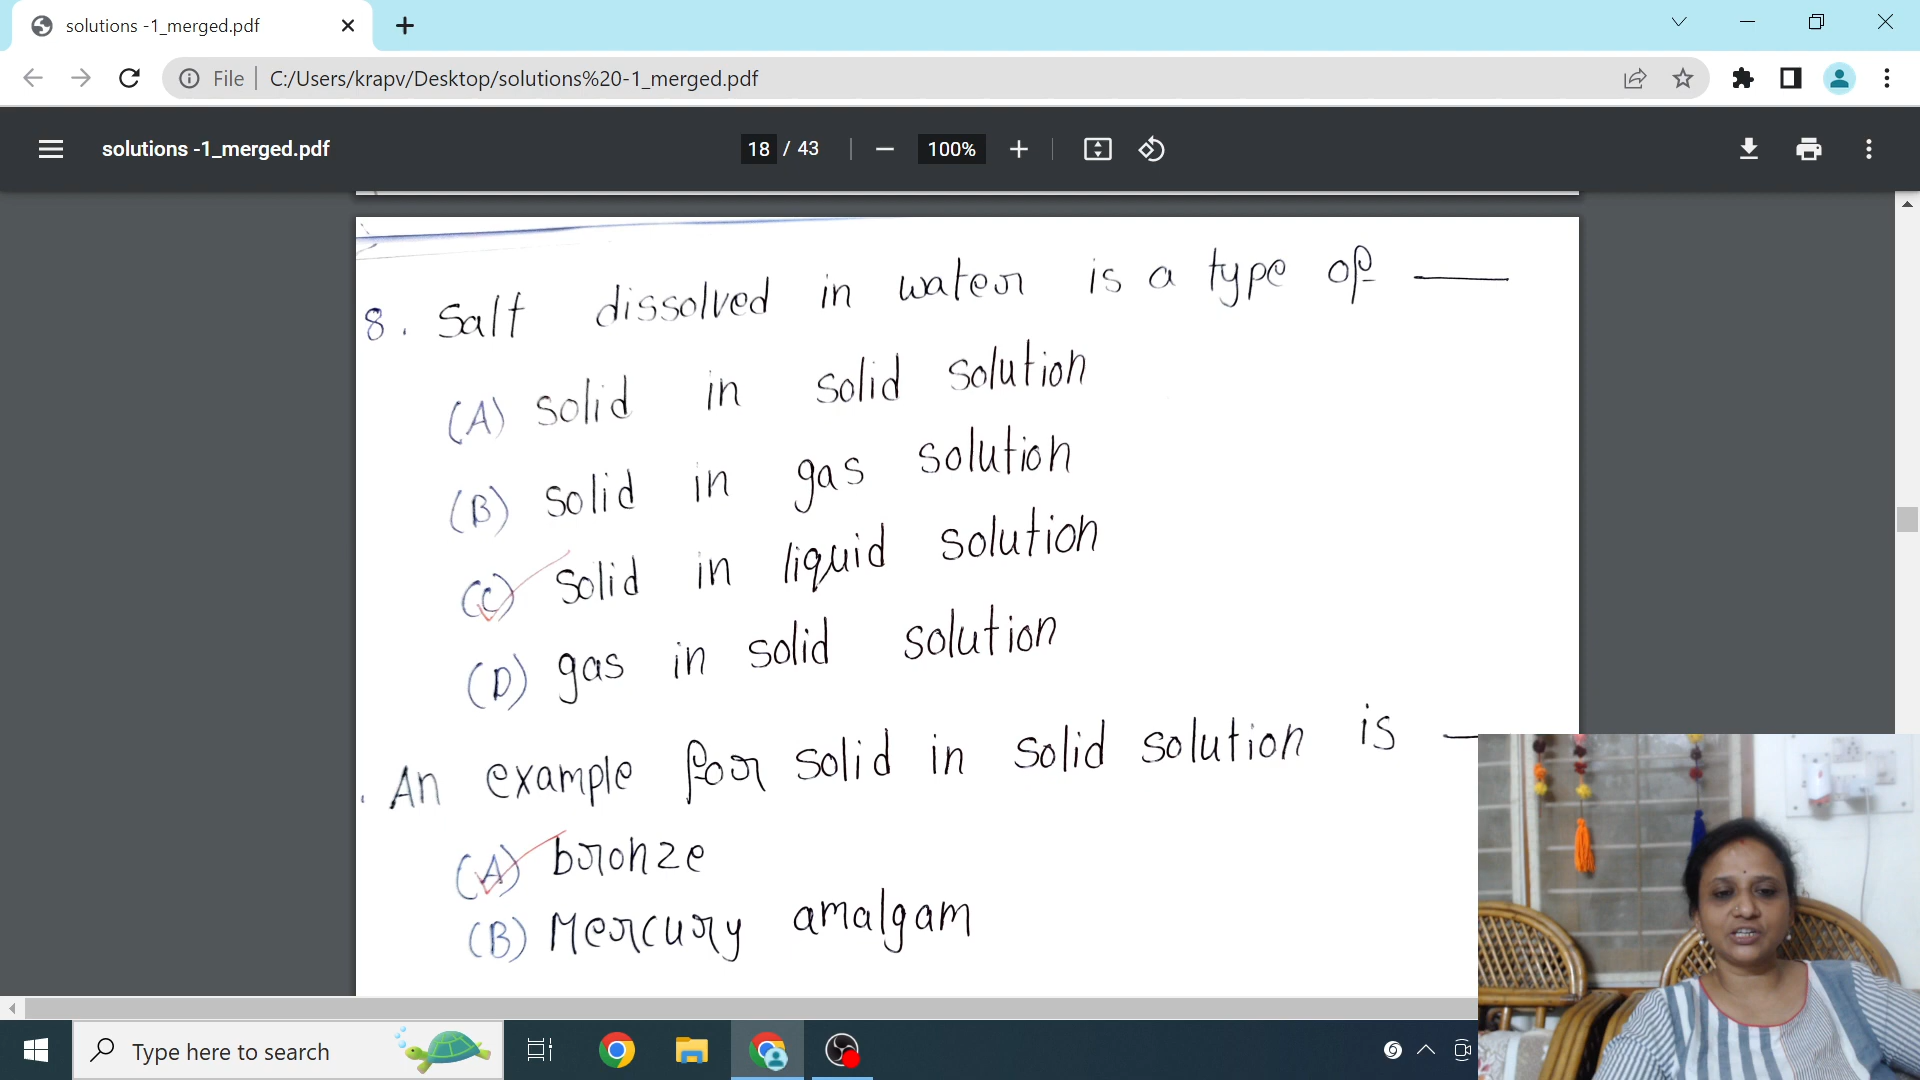 solutions -1_merged.pdf
File C:/Users/krapv/Desktop/solutions%20-1_merged.pdf
solutions -1_merged.pdf 18 / 43 100%
8. Salt dissolved in water is a type of —
(A) solid in solid solution
(B) solid in gas solution
(C) solid in liquid solution
(D) gas in solid solution
. An example for solid in solid solution is —
(A) bronze
(B) Mercury amalgam
Type here to search